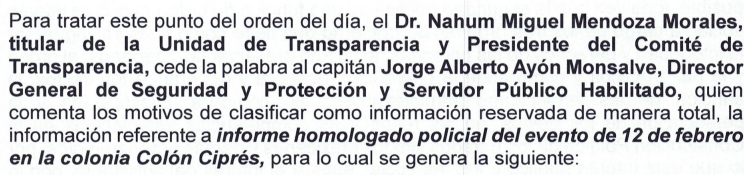 Para tratar este punto del orden del día, el Dr. Nahum Miguel Mendoza Morales,
titular de la Unidad de Transparencia y Presidente del Comité de
Transparencia, cede la palabra al capitán Jorge Alberto Ayón Monsalve, Director
General de Seguridad y Protección y Servidor Público Habilitado, quien
comenta los motivos de clasificar como información reservada de manera total, la
información referente a informe homologado policial del evento de 12 de febrero
en la colonia Colón Ciprés, para lo cual se genera la siguiente: